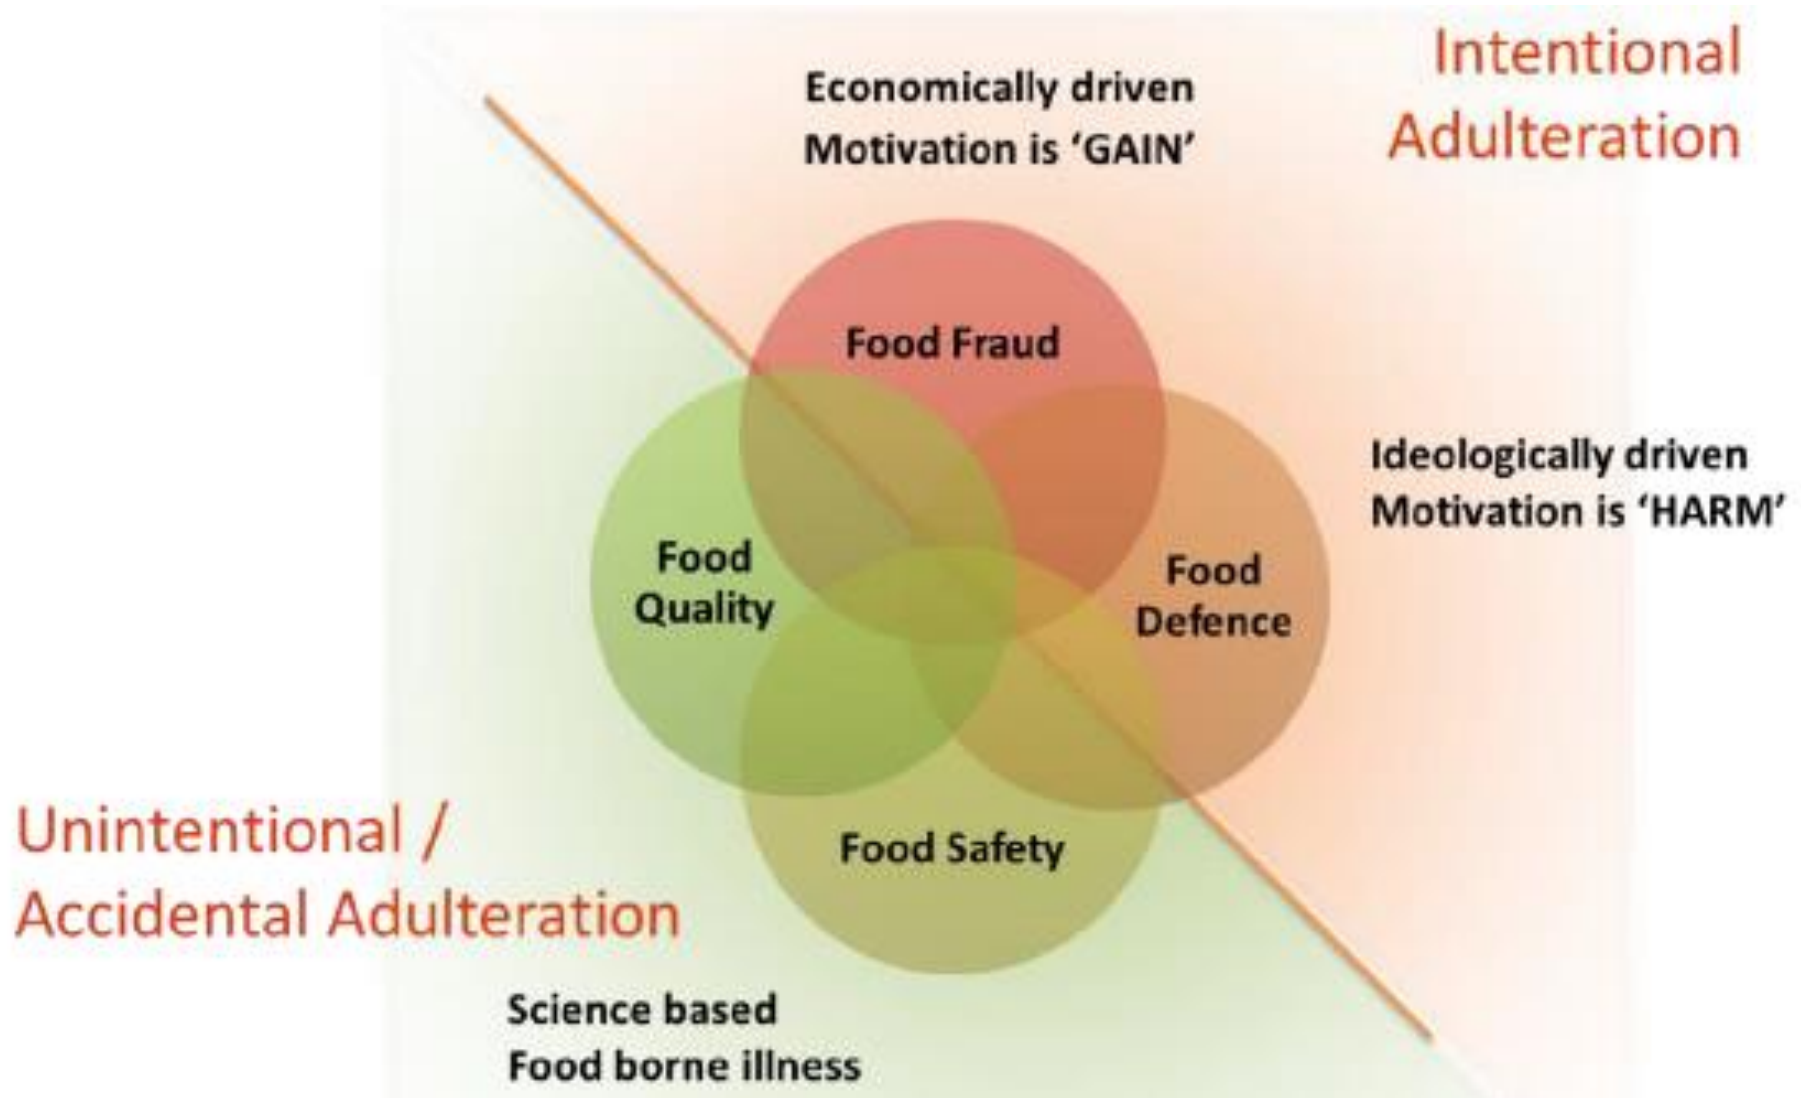 Intentional
Adulteration
Economically driven
Motivation is ‘GAIN’
Food Fraud
Ideologically driven
Motivation is ‘HARM’
Food
Quality
Food
Defence
Unintentional /
Accidental Adulteration
Food Safety
Science based
Food borne illness